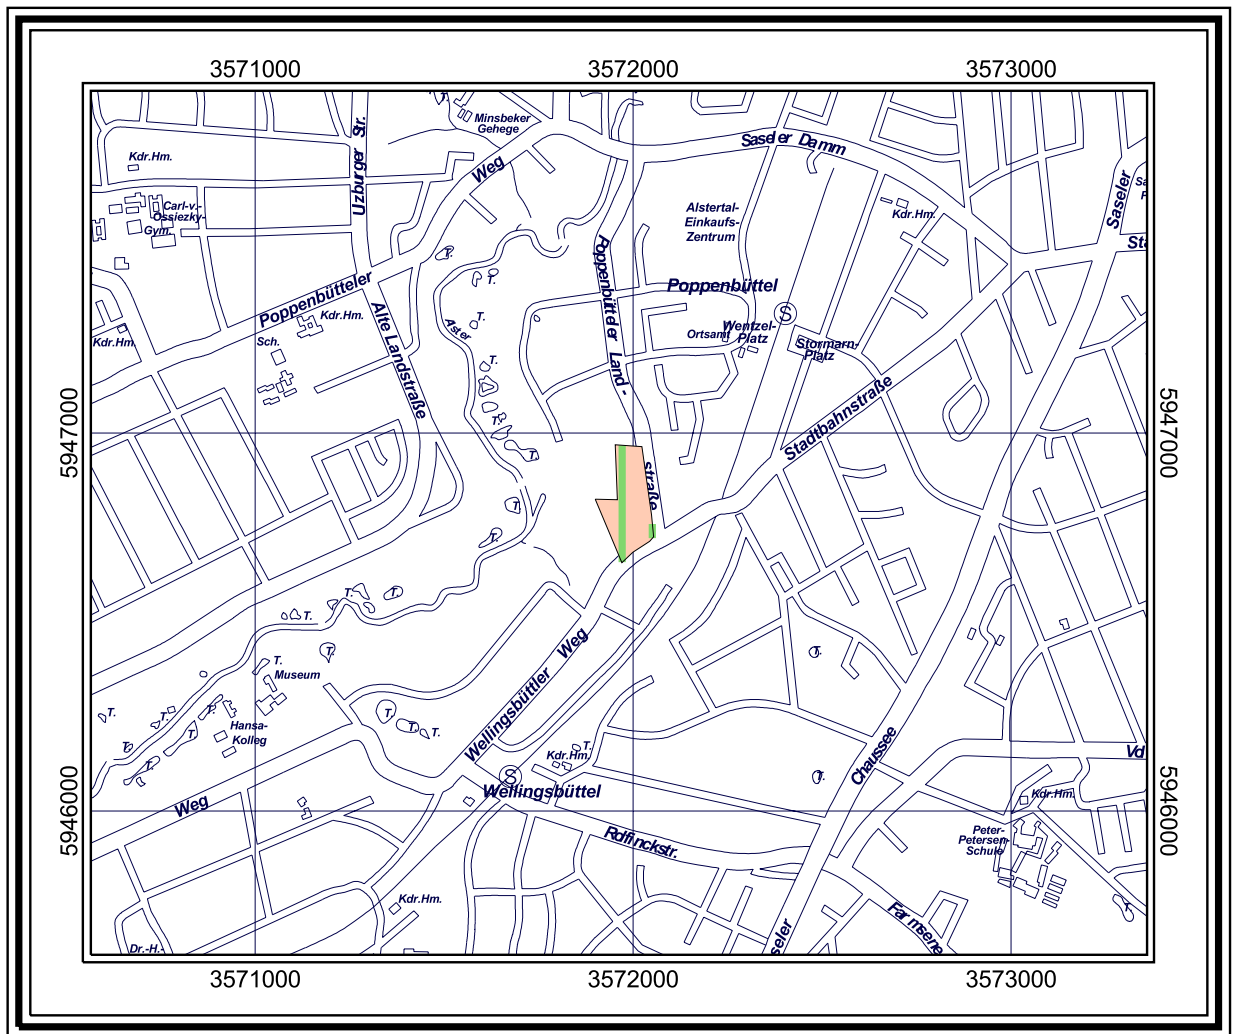 3571000 3572000 3573000
T.
Minsbeker
Gehege
Uzburger Str.
Saseler Damm
Kdr.Hm.
Weg
Saseler
Carl-v.-
Ossiezky-
Gym.
Alstertal-
Einkaufs-
Zentrum
Kdr.Hm.
T.
Poppenbütteler Land-
straße
T.
Poppenbüttel
Poppenbütteler
Kdr.Hm.
T.
S
Kdr.Hm.
Sch.
Alte Landstraße
Ortsamt
Wentzel-
Platz
Stormarn-
Platz
T.
Stadtbahnstraße
T.
T.
5947000
5947000
T.
T.
T.
T.
T.
T.
T.
T.
Museum
Wellingsbüttler Weg
T.
T.
T.
T.
T.
T.
T.
T.
T.
T.
Hansa-
Kolleg
Kdr.Hm.
T.
S
Wellingsbüttel
T.
Chaussee
Weg
Kdr.Hm.
5946000
5946000
Peter-
Petersen-
Schule
Rolfinckstr.
Kdr.Hm.
T.
Dr.-H.-
seler
3571000 3572000 3573000